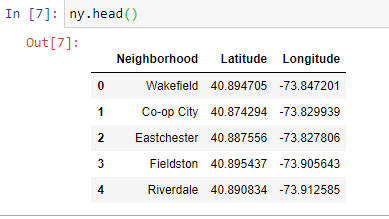 In [7]: ny.head()
Out[7]:
Neighborhood Latitude Longitude
0 Wakefield 40.894705 -73.847201
1 Co-op City 40.874294 -73.829939
2 Eastchester 40.887556 -73.827806
3 Fieldston 40.895437 -73.905643
4 Riverdale 40.890834 -73.912585